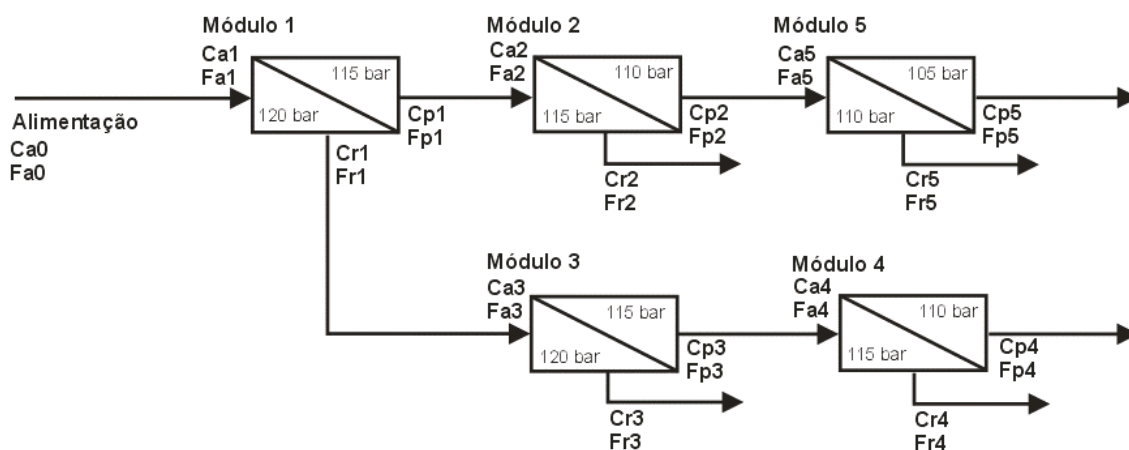 Módulo 1
Ca1
Fa1
115 bar
120 bar
Alimentação
Ca0
Fa0
Cp1
Fp1
Cr1
Fr1
Módulo 2
Ca2
Fa2
110 bar
115 bar
Cp2
Fp2
Cr2
Fr2
Módulo 5
Ca5
Fa5
105 bar
110 bar
Cp5
Fp5
Cr5
Fr5
Módulo 3
Ca3
Fa3
115 bar
120 bar
Cp3
Fp3
Cr3
Fr3
Módulo 4
Ca4
Fa4
110 bar
115 bar
Cp4
Fp4
Cr4
Fr4